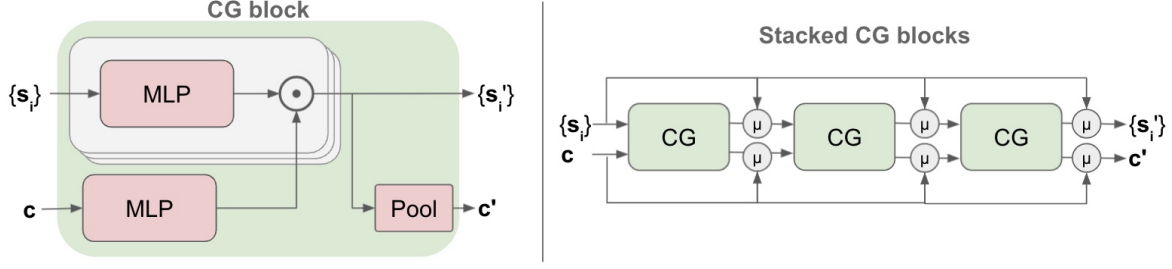 CG block
{s_i}
MLP
{s_i'}
c
MLP
Pool
c'
Stacked CG blocks
{s_i}
CG
μ
CG
μ
CG
μ
{s_i'}
c
μ
μ
μ
c'